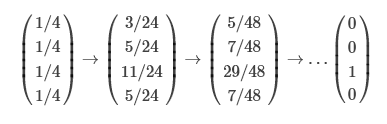 1/4 3/24 5/48 0
1/4 5/24 7/48 0
1/4 → 11/24 → 29/48 → … 1
1/4 5/24 7/48 0